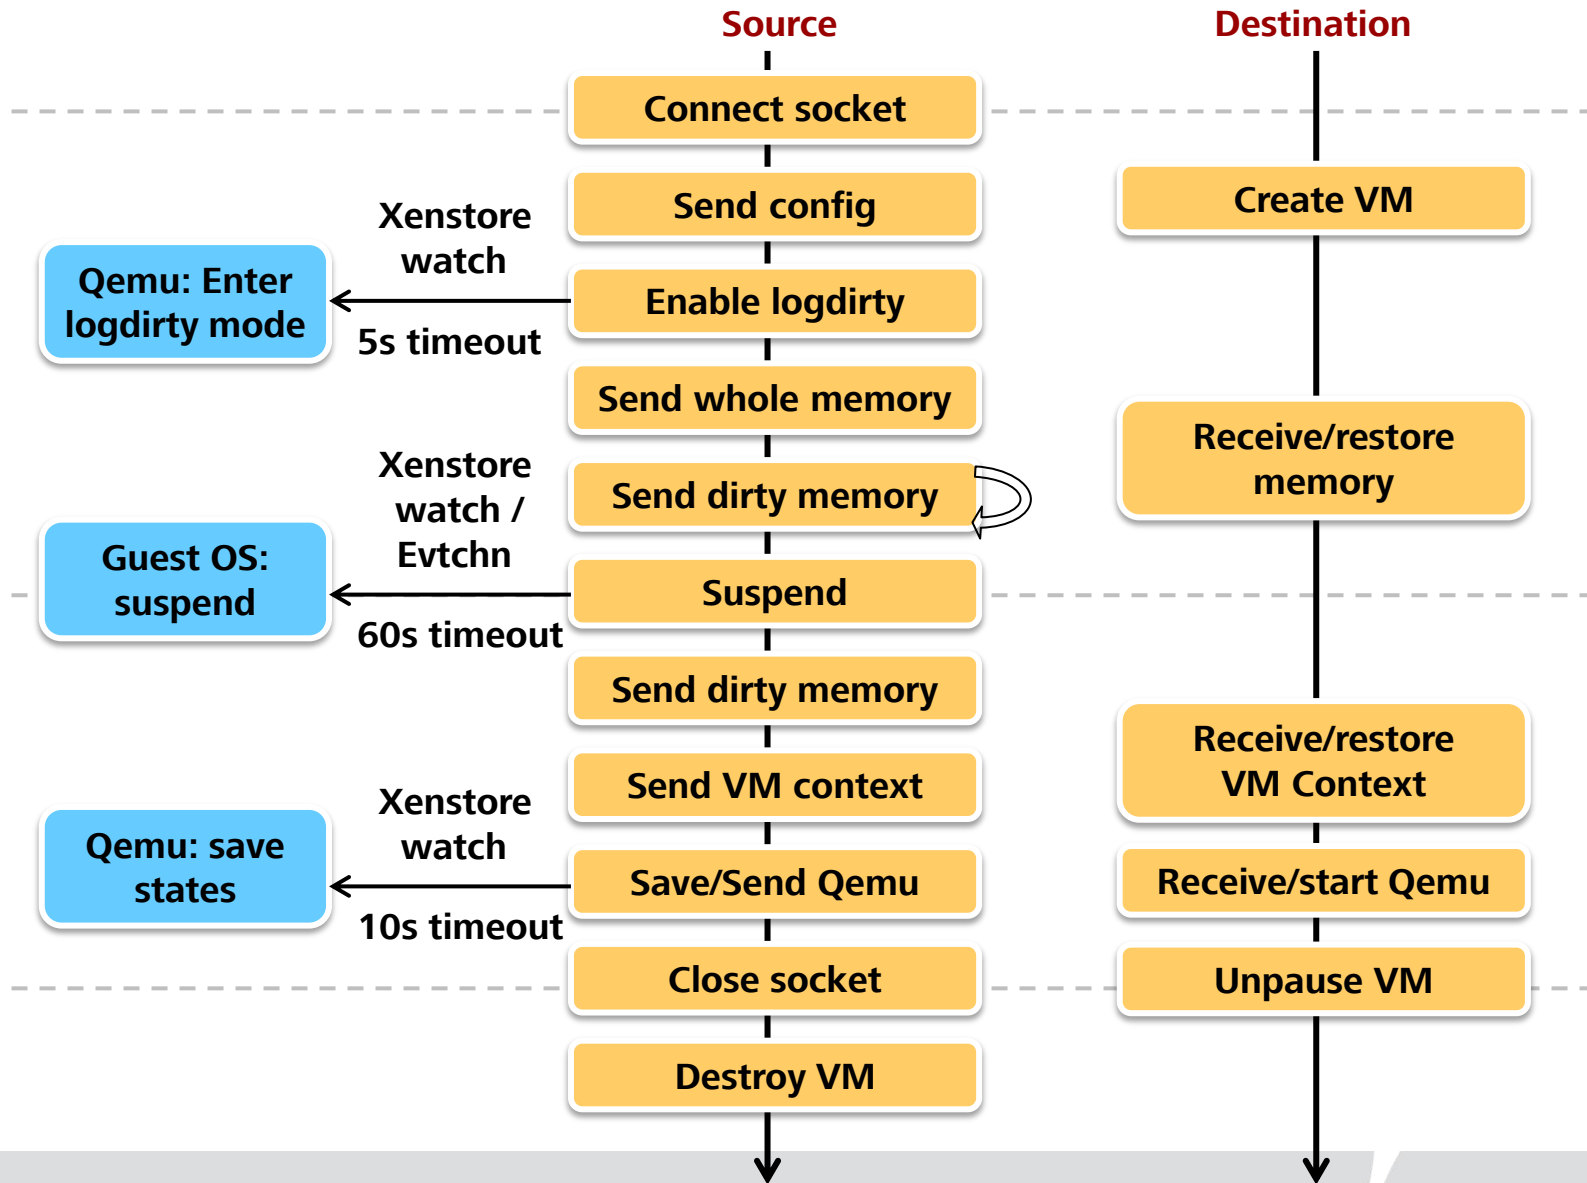 Source
Destination
Connect socket
Send config
Create VM
Xenstore
watch
Qemu: Enter
logdirty mode
Enable logdirty
5s timeout
Send whole memory
Receive/restore
memory
Xenstore
watch /
Evtchn
Send dirty memory
Guest OS:
suspend
Suspend
60s timeout
Send dirty memory
Receive/restore
VM Context
Send VM context
Xenstore
watch
Qemu: save
states
Save/Send Qemu
Receive/start Qemu
10s timeout
Close socket
Unpause VM
Destroy VM